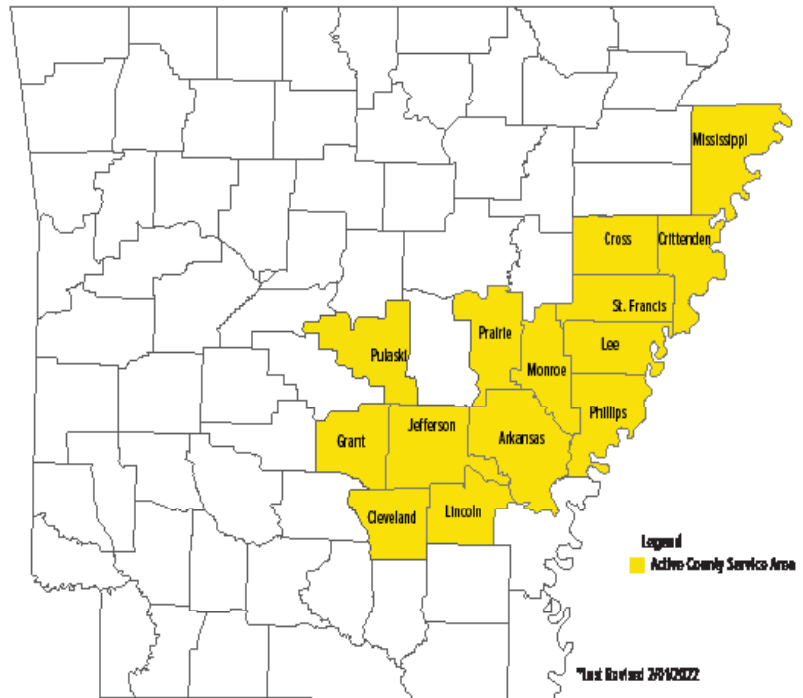 Mississippi
Cross
Crittenden
St. Francis
Prairie
Pulaski
Lee
Monroe
Phillips
Jefferson
Grant
Arkansas
Cleveland
Lincoln
Legend
Active County Service Area
*Last Revised 2/01/2022